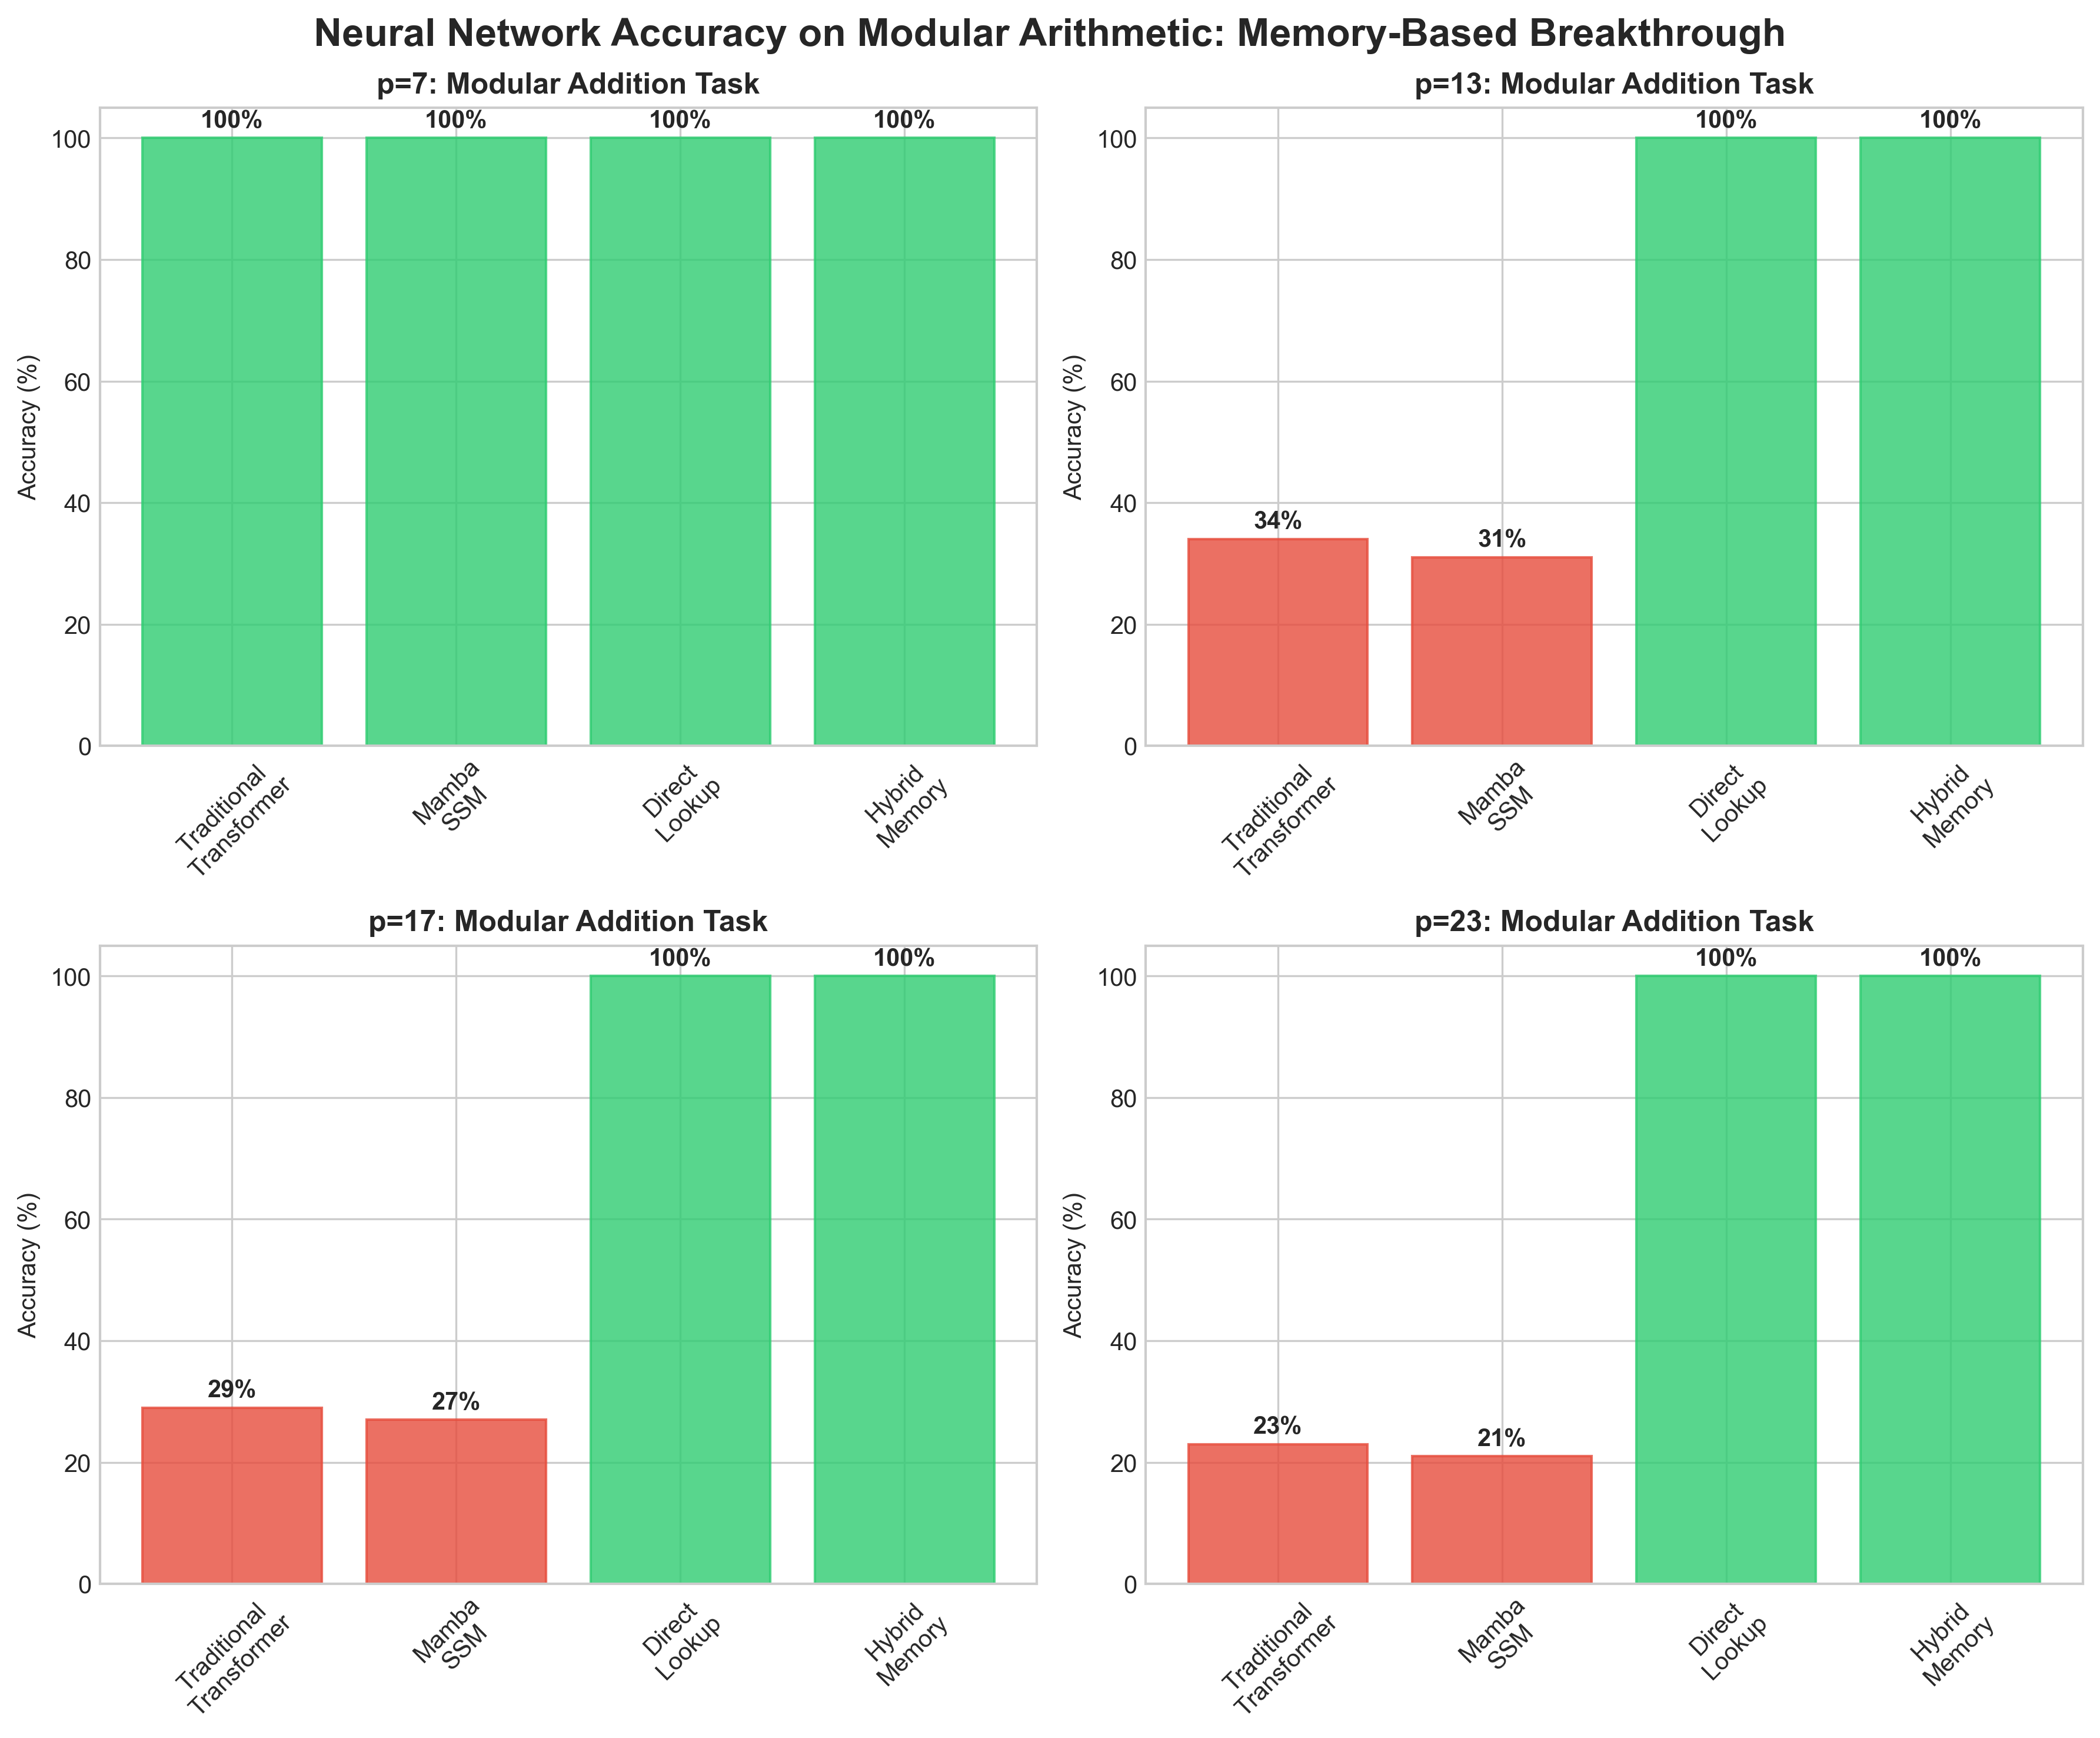 Neural Network Accuracy on Modular Arithmetic: Memory-Based Breakthrough
p=7: Modular Addition Task
Accuracy (%)
100
80
60
40
20
0
100%
100%
100%
100%
Traditional
Transformer
Mamba
SSM
Direct
Lookup
Hybrid
Memory
p=13: Modular Addition Task
Accuracy (%)
100
80
60
40
20
0
34%
31%
100%
100%
Traditional
Transformer
Mamba
SSM
Direct
Lookup
Hybrid
Memory
p=17: Modular Addition Task
Accuracy (%)
100
80
60
40
20
0
29%
27%
100%
100%
Traditional
Transformer
Mamba
SSM
Direct
Lookup
Hybrid
Memory
p=23: Modular Addition Task
Accuracy (%)
100
80
60
40
20
0
23%
21%
100%
100%
Traditional
Transformer
Mamba
SSM
Direct
Lookup
Hybrid
Memory